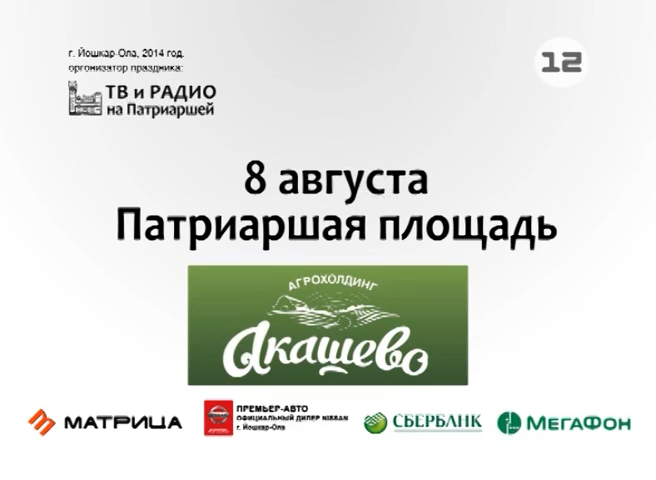 г. Йошкар-Ола, 2014 год.
оргонизатор праздника:
ТВ и РАДИО
на Патриаршей
12
8 августа
Патриаршая площадь
АГРОХОЛДИНГ
Акашево
МАТРИЦА
ПРЕМЬЕР-АВТО
ОФИЦИАЛЬНЫЙ ДИЛЕР NISSAN
г. Йошкар-Ола
СБЕРБАНК
МЕГАФОН